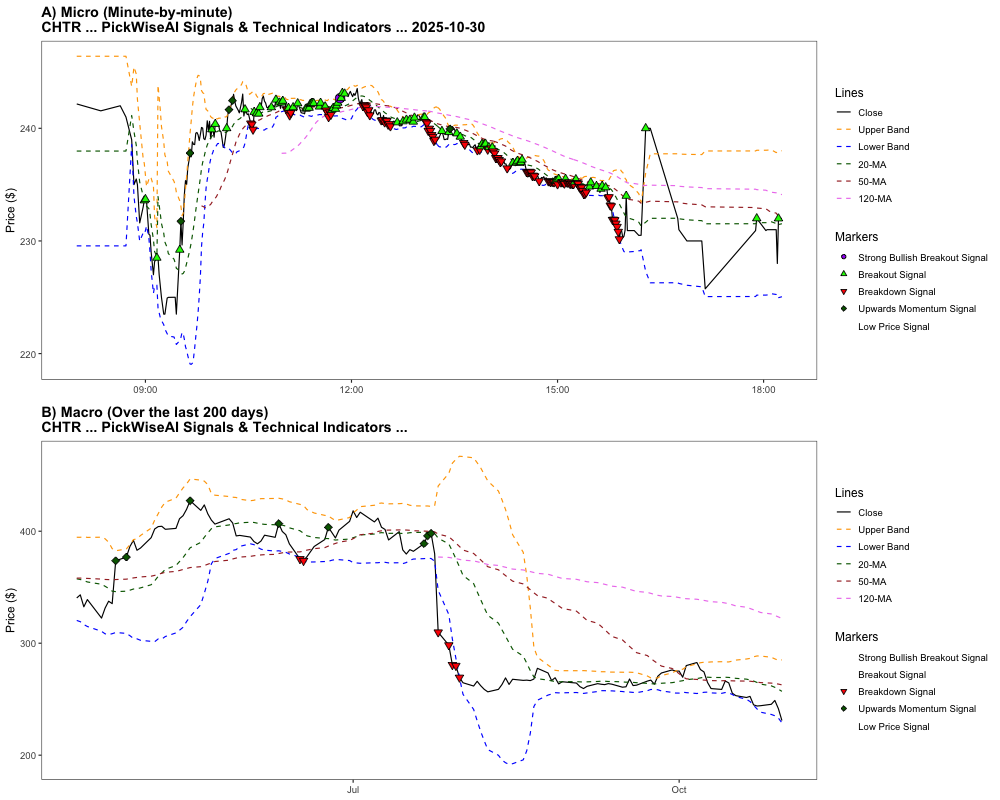 A) Micro (Minute-by-minute)
CHTR ... PickWiseAI Signals & Technical Indicators ... 2025-10-30
Price ($)
240
230
220
09:00
12:00
15:00
18:00
Lines
Close
Upper Band
Lower Band
20-MA
50-MA
120-MA
Markers
Strong Bullish Breakout Signal
Breakout Signal
Breakdown Signal
Upwards Momentum Signal
Low Price Signal
B) Macro (Over the last 200 days)
CHTR ... PickWiseAI Signals & Technical Indicators ...
Price ($)
400
300
200
Jul
Oct
Lines
Close
Upper Band
Lower Band
20-MA
50-MA
120-MA
Markers
Strong Bullish Breakout Signal
Breakout Signal
Breakdown Signal
Upwards Momentum Signal
Low Price Signal